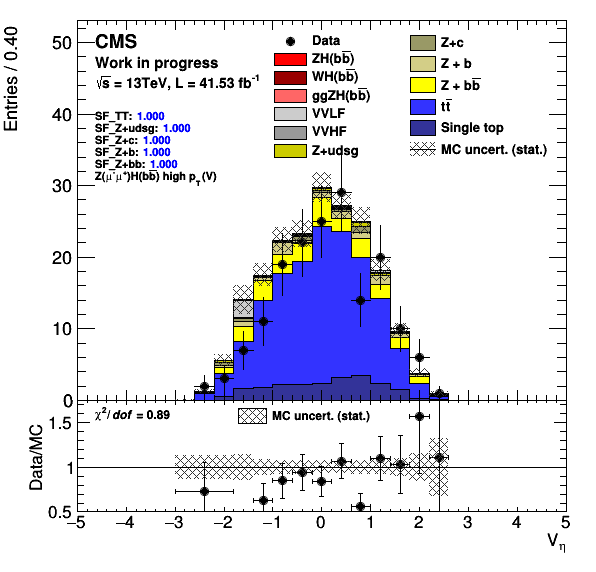 Entries / 0.40
50
40
30
20
10
0
CMS
Work in progress
√s = 13TeV, L = 41.53 fb⁻¹
SF_TT: 1.000
SF_Z+udsg: 1.000
SF_Z+c: 1.000
SF_Z+b: 1.000
SF_Z+bb: 1.000
Z(μ⁻μ⁺)H(bb̅) high p_T(V)
Data
ZH(bb̅)
WH(bb̅)
ggZH(bb̅)
VVLF
VVHF
Z+udsg
Z+c
Z + b
Z + bb̅
tt̅
Single top
MC uncert. (stat.)
Data/MC
1.5
1
0.5
χ²/dof = 0.89
MC uncert. (stat.)
−5 −4 −3 −2 −1 0 1 2 3 4 5
V_η